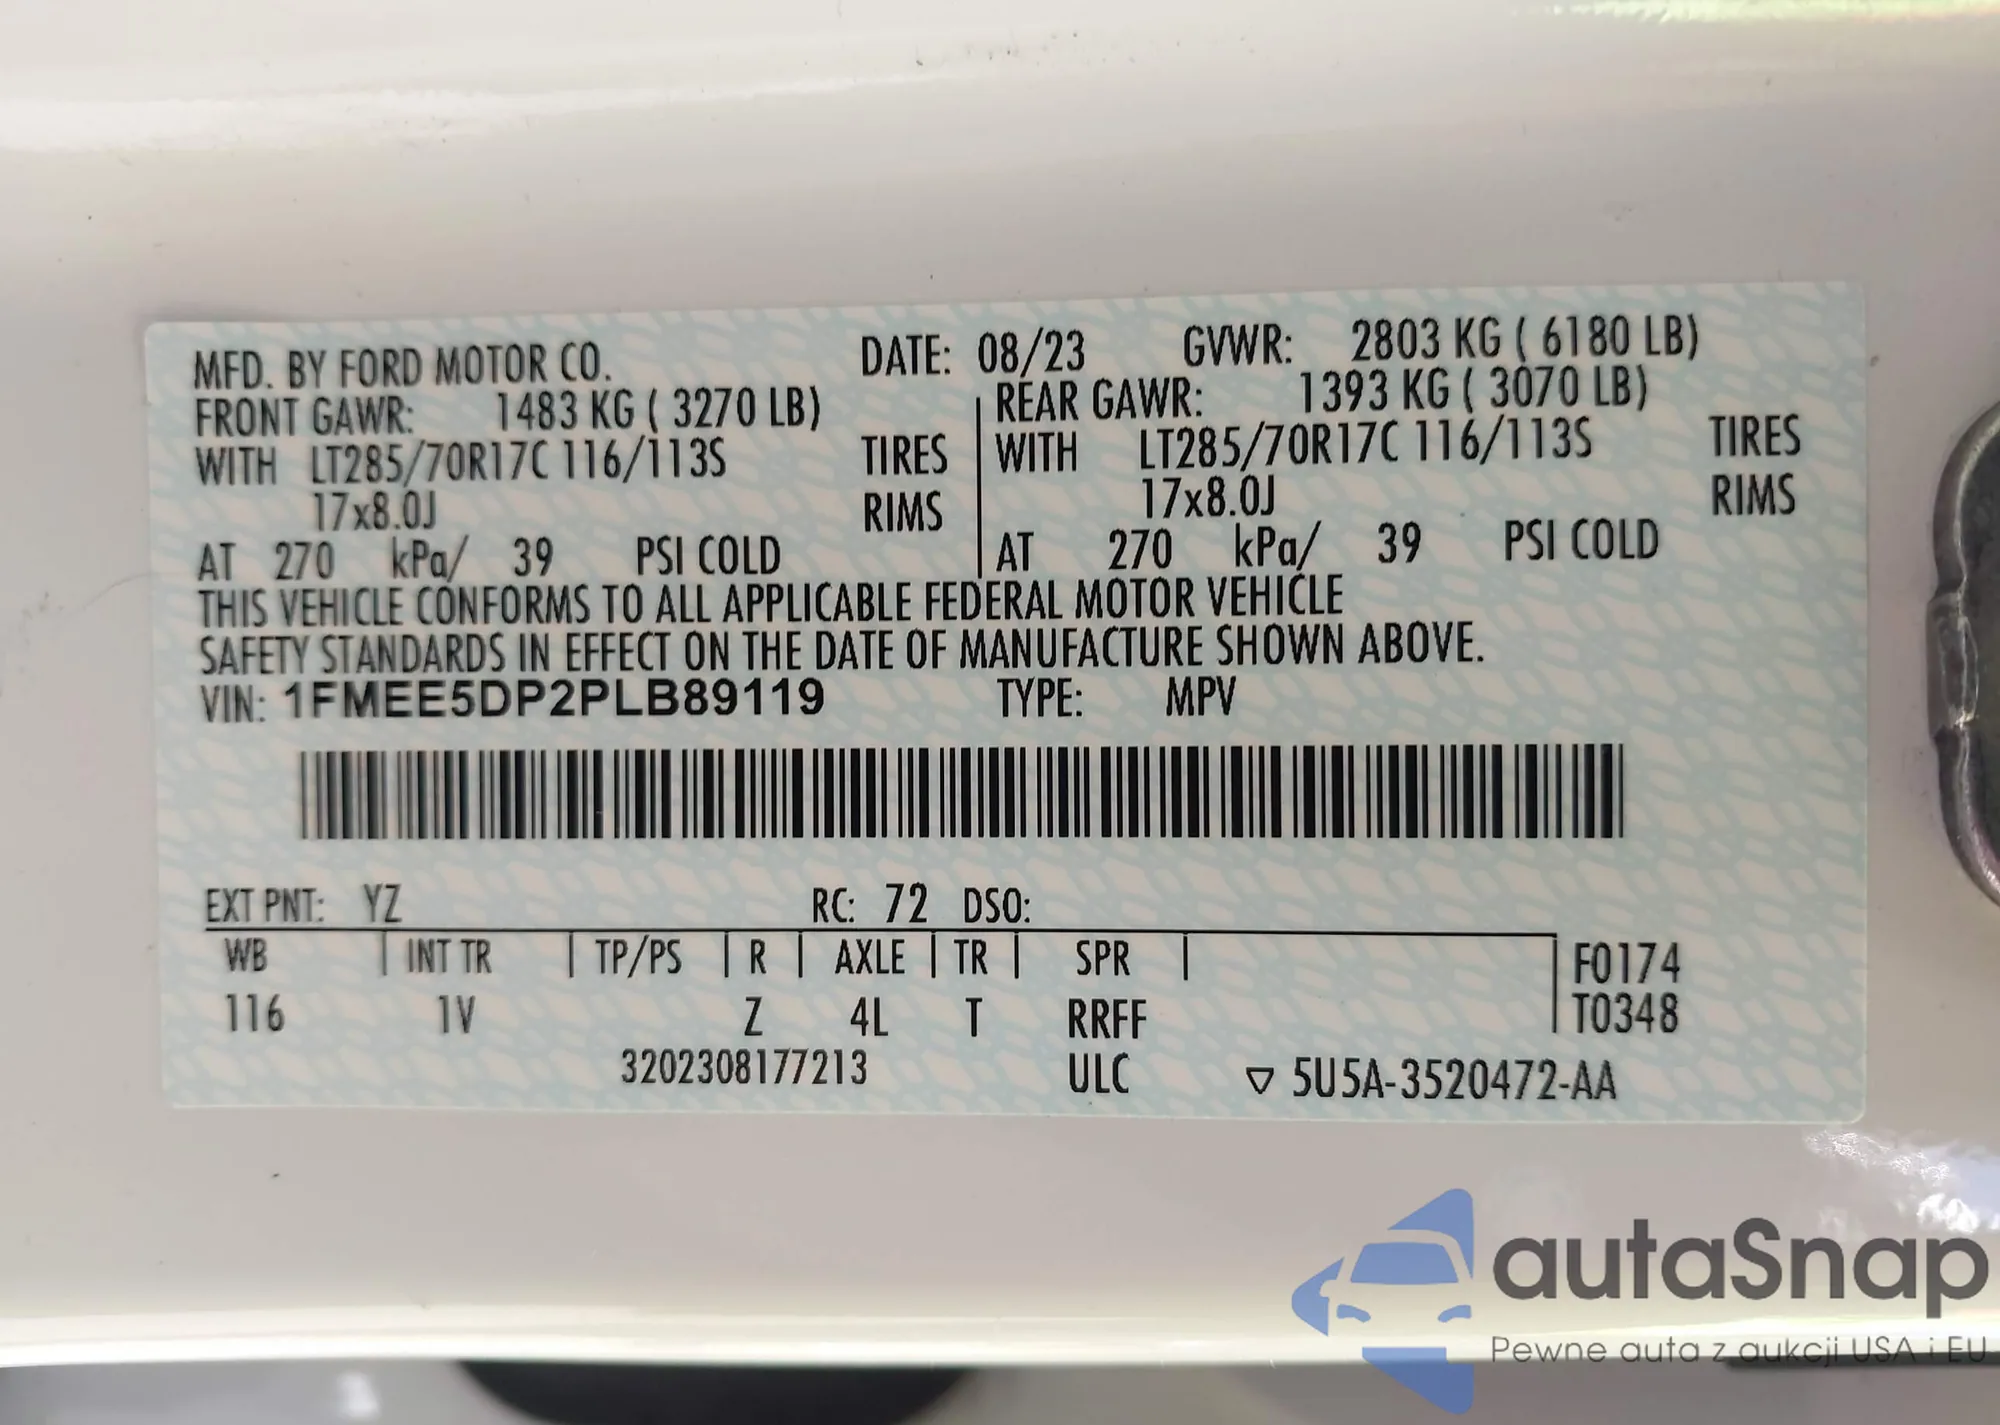 MFD. BY FORD MOTOR CO. DATE: 08/23 GVWR: 2803 KG ( 6180 LB)
FRONT GAWR: 1483 KG ( 3270 LB) REAR GAWR: 1393 KG ( 3070 LB)
WITH LT285/70R17C 116/113S TIRES WITH LT285/70R17C 116/113S TIRES
17x8.0J RIMS 17x8.0J RIMS
AT 270 kPa/ 39 PSI COLD AT 270 kPa/ 39 PSI COLD
THIS VEHICLE CONFORMS TO ALL APPLICABLE FEDERAL MOTOR VEHICLE
SAFETY STANDARDS IN EFFECT ON THE DATE OF MANUFACTURE SHOWN ABOVE.
VIN: 1FMEE5DP2PLB89119 TYPE: MPV
EXT PNT: YZ RC: 72 DSO:
WB INT TR TP/PS R AXLE TR SPR F0174
116 1V Z 4L T RRFF T0348
3202308177213 ULC ▽ 5U5A-3520472-AA
autaSnap
Pewne auta z aukcji USA i EU